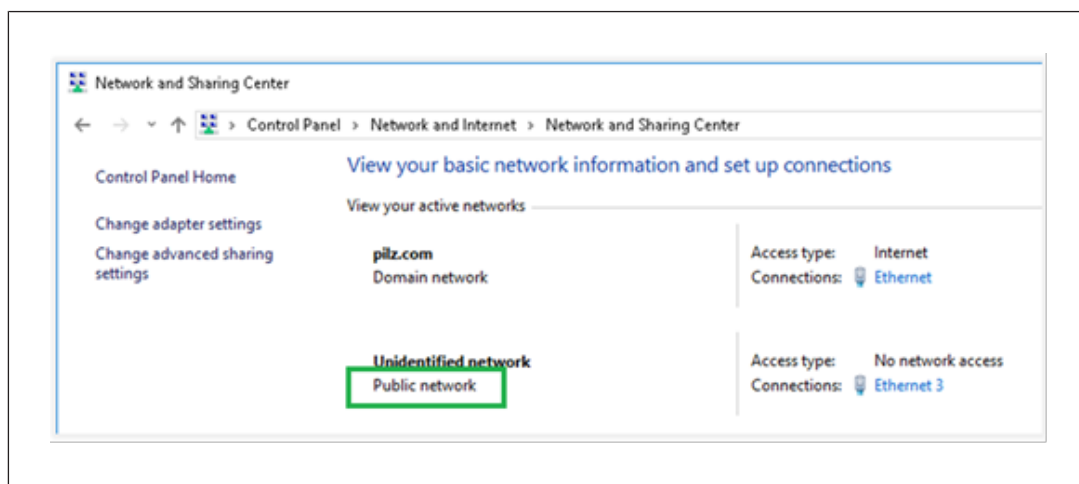 Network and Sharing Center
Control Panel > Network and Internet > Network and Sharing Center
Control Panel Home
Change adapter settings
Change advanced sharing
settings
View your basic network information and set up connections
View your active networks
pilz.com
Domain network
Access type: Internet
Connections: Ethernet
Unidentified network
Public network
Access type: No network access
Connections: Ethernet 3